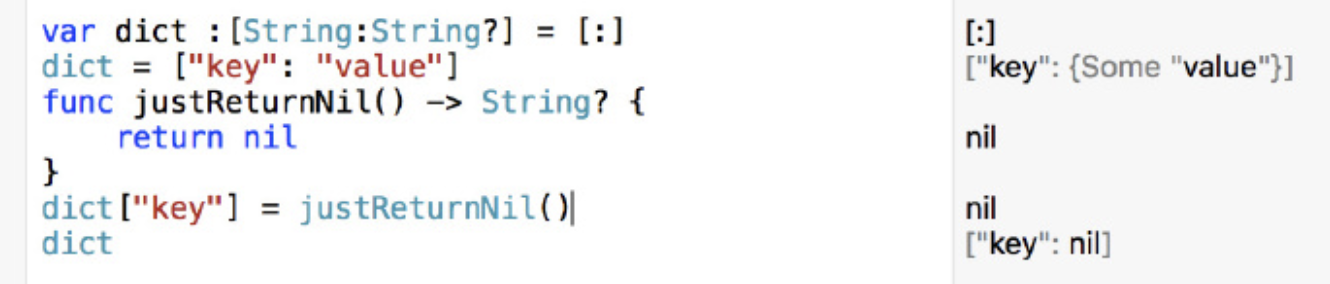 var dict :[String:String?] = [:]
[:]
dict = ["key": "value"]
["key": {Some "value"}]
func justReturnNil() -> String? {
return nil
nil
}
dict["key"] = justReturnNil()
nil
dict
["key": nil]